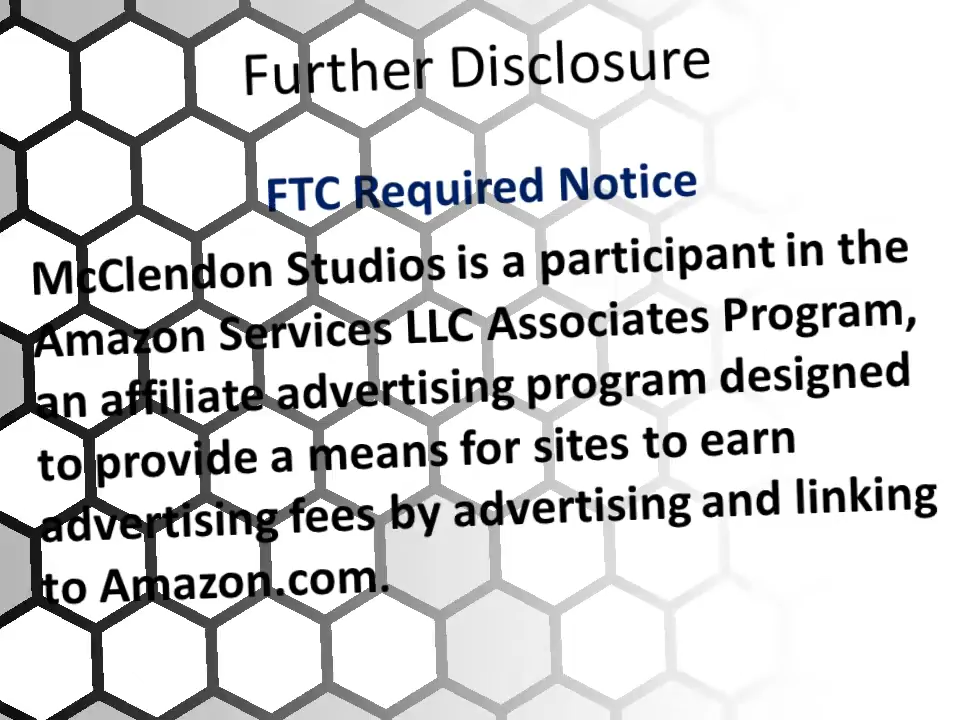 Further Disclosure
FTC Required Notice
McClendon Studios is a participant in the
Amazon Services LLC Associates Program,
an affiliate advertising program designed
to provide a means for sites to earn
advertising fees by advertising and linking
to Amazon.com.